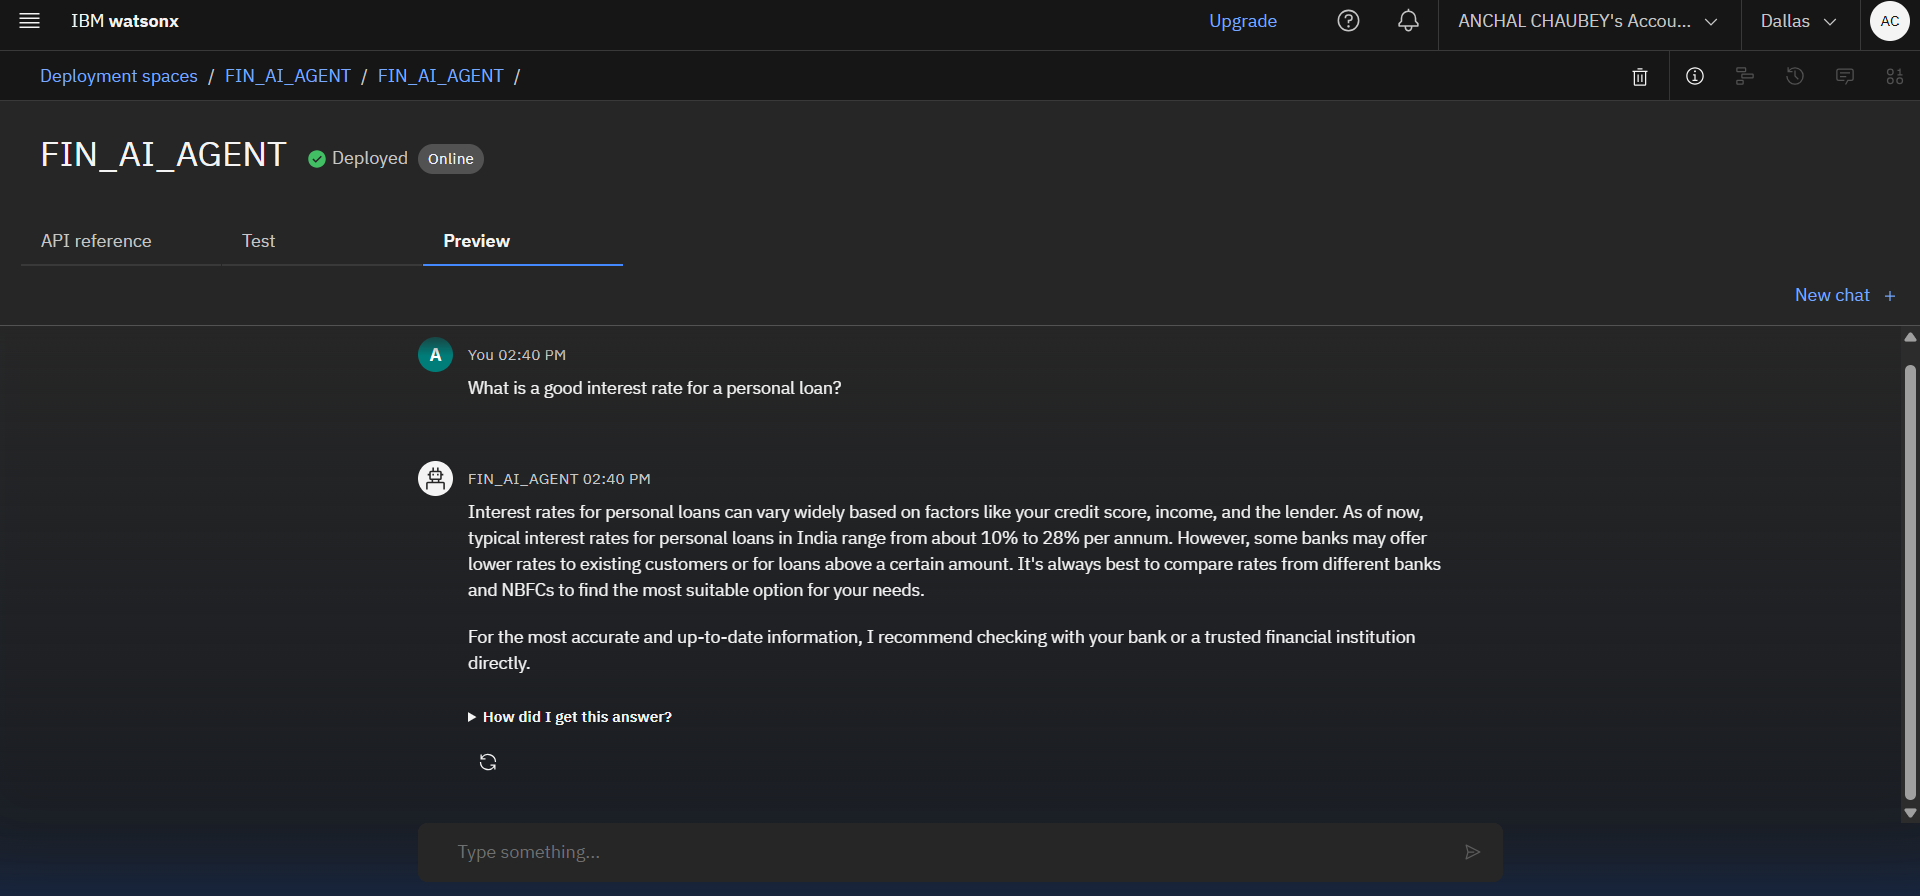 IBM watsonx
Upgrade
ANCHAL CHAUBEY's Accou...
Dallas
AC
Deployment spaces / FIN_AI_AGENT / FIN_AI_AGENT /
FIN_AI_AGENT
Deployed
Online
API reference
Test
Preview
New chat +
A
You 02:40 PM
What is a good interest rate for a personal loan?
FIN_AI_AGENT 02:40 PM
Interest rates for personal loans can vary widely based on factors like your credit score, income, and the lender. As of now,
typical interest rates for personal loans in India range from about 10% to 28% per annum. However, some banks may offer
lower rates to existing customers or for loans above a certain amount. It's always best to compare rates from different banks
and NBFCs to find the most suitable option for your needs.
For the most accurate and up-to-date information, I recommend checking with your bank or a trusted financial institution
directly.
How did I get this answer?
Type something...